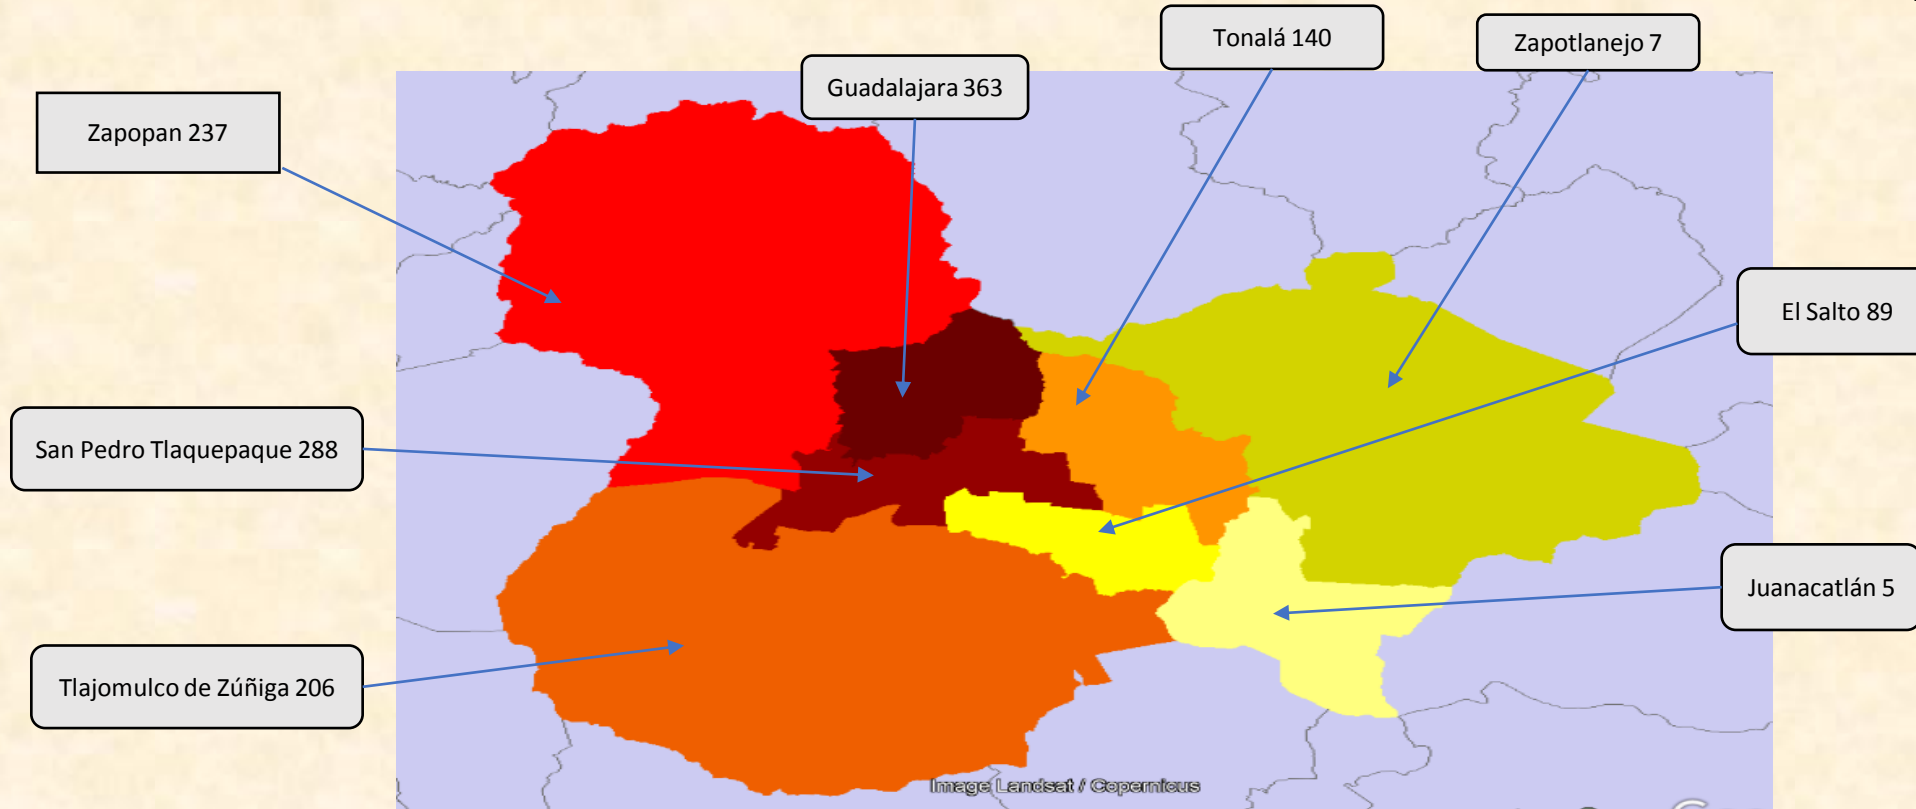 Tonalá 140
Zapotlanejo 7
Guadalajara 363
Zapopan 237
El Salto 89
San Pedro Tlaquepaque 288
Juanacatlán 5
Tlajomulco de Zúñiga 206
Image Landsat / Copernicus